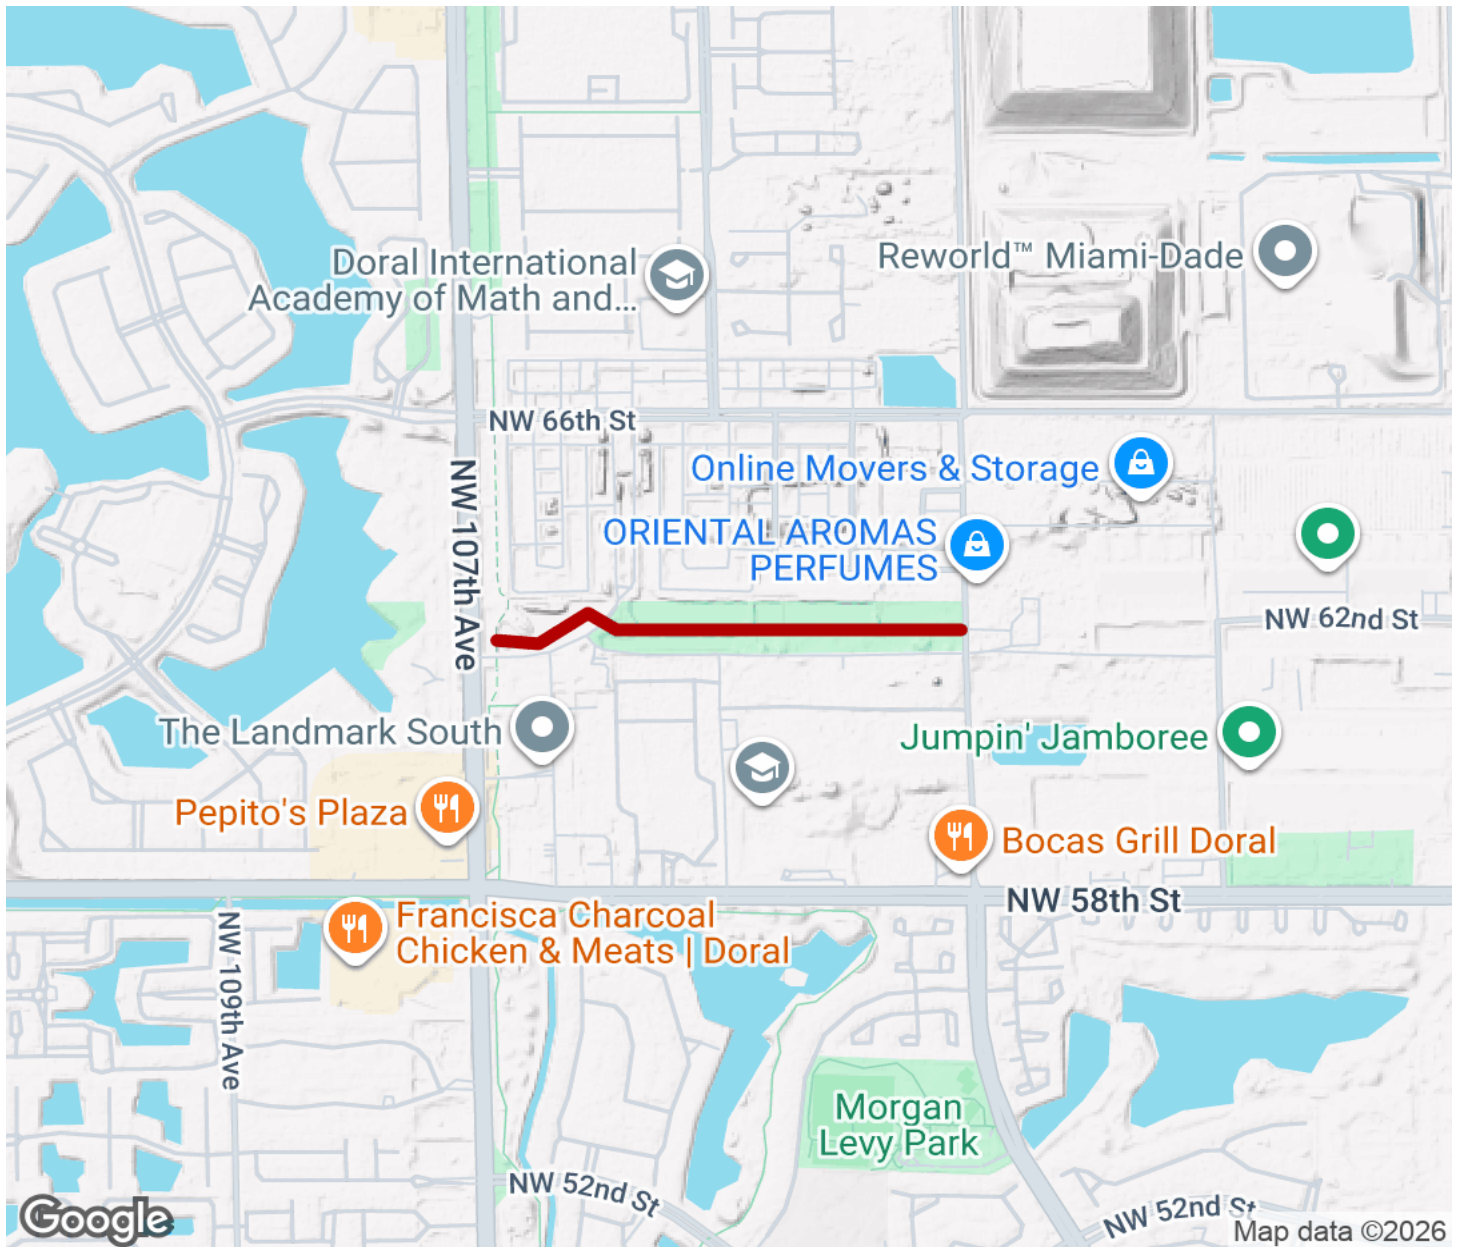 Doral International
Academy of Math and...
Reworld™ Miami-Dade
NW 66th St
Online Movers & Storage
NW 107th Ave
ORIENTAL AROMAS
PERFUMES
NW 62nd St
The Landmark South
Jumpin' Jamboree
Pepito's Plaza
Bocas Grill Doral
NW 58th St
Francisca Charcoal
Chicken & Meats | Doral
NW 109th Ave
Morgan
Levy Park
NW 52nd St
NW 52nd St
Google
Map data ©2026